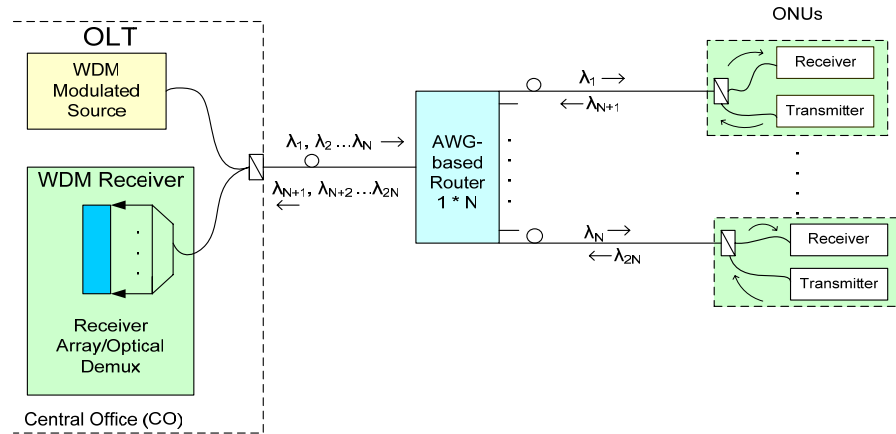 ONUs
OLT
WDM
Modulated
Source
WDM Receiver
Receiver
Array/Optical
Demux
Central Office (CO)
λ1, λ2 ...λN →
λN+1, λN+2 ...λ2N
←
AWG-
based
Router
1 * N
λ1 →
←λN+1
λN →
←λ2N
Receiver
Transmitter
Receiver
Transmitter